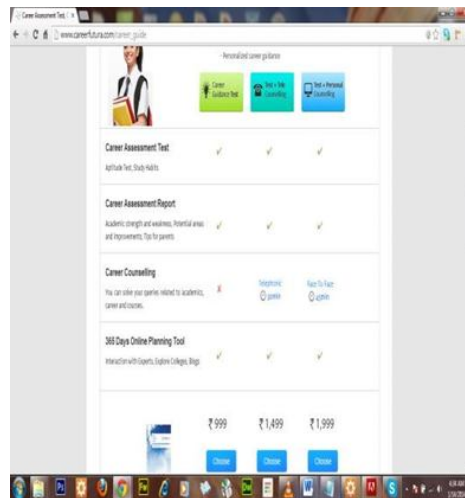 Career Assessment Test, C
www.careerfutura.com/career_guide
- Personalized career guidance
Career
Guidance Test
Test + Tele
Counselling
Test + Personal
Counselling
Career Assessment Test
Aptitude Test, Study Habits
Career Assessment Report
Academic strength and weakness, Potential areas
and improvements, Tips for parents
Career Counselling
You can solve your queries related to academics,
career and courses.
Telephonic
Face To Face
365 Days Online Planning Tool
Interaction with Experts, Explore Colleges, Blogs
₹ 999
₹ 1,499
₹ 1,999
Choose
Choose
Choose